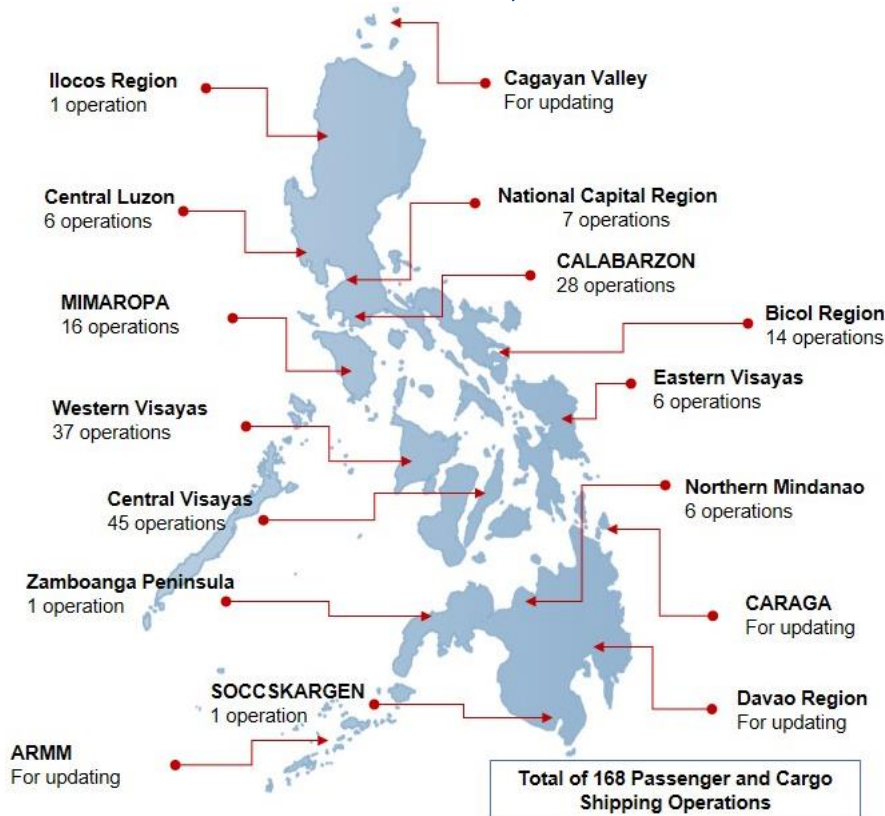 Ilocos Region
1 operation
Cagayan Valley
For updating
Central Luzon
6 operations
National Capital Region
7 operations
CALABARZON
28 operations
MIMAROPA
16 operations
Bicol Region
14 operations
Eastern Visayas
6 operations
Western Visayas
37 operations
Northern Mindanao
6 operations
Central Visayas
45 operations
Zamboanga Peninsula
1 operation
CARAGA
For updating
SOCCSKARGEN
1 operation
Davao Region
For updating
ARMM
For updating
Total of 168 Passenger and Cargo
Shipping Operations